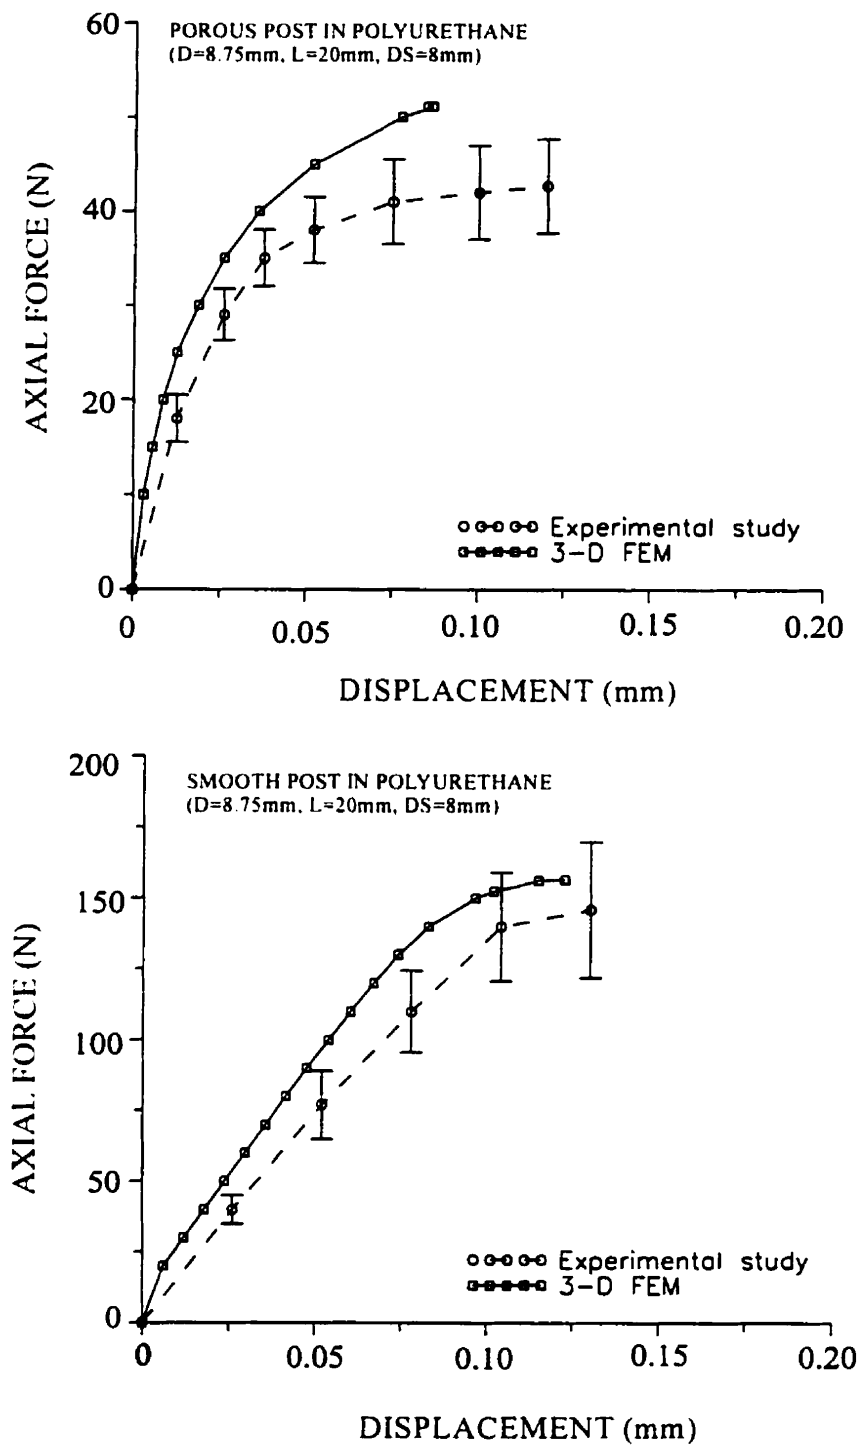 60
POROUS POST IN POLYURETHANE
(D=8.75mm, L=20mm, DS=8mm)
40
20
0
AXIAL FORCE (N)
Experimental study
3-D FEM
0 0.05 0.10 0.15 0.20
DISPLACEMENT (mm)
200
SMOOTH POST IN POLYURETHANE
(D=8.75mm, L=20mm, DS=8mm)
150
100
50
0
AXIAL FORCE (N)
Experimental study
3-D FEM
0 0.05 0.10 0.15 0.20
DISPLACEMENT (mm)